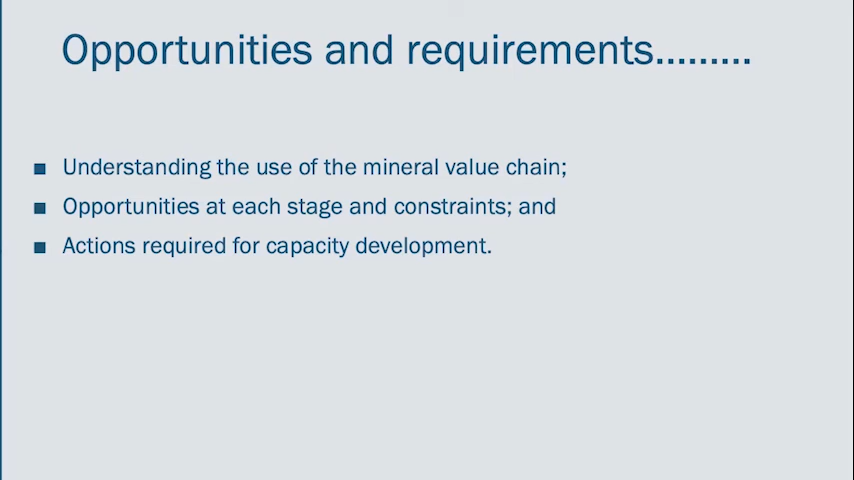 Opportunities and requirements.........
■ Understanding the use of the mineral value chain;
■ Opportunities at each stage and constraints; and
■ Actions required for capacity development.